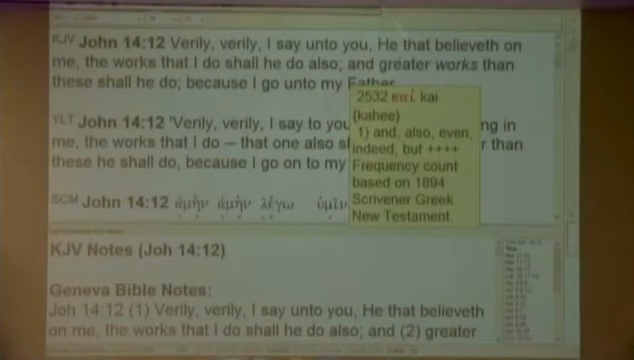 KJV John 14:12 Verily, verily, I say unto you, He that believeth on
me, the works that I do shall he do also; and greater works than
these shall he do; because I go unto my Father
YLT John 14:12 'Verily, verily, I say to you
ng in
me, the works that I do — that one also
r than
these he shall do, because I go on to my
SCM John 14:12 ἀμὴν ἀμὴν λέγω ὑμῖν
2532 καί kai
(kahee)
1) and, also, even,
indeed, but ++++
Frequency count
based on 1894
Scrivener Greek
New Testament.
KJV Notes (Joh 14:12)
Geneva Bible Notes:
Joh 14:12 (1) Verily, verily, I say unto you, He that believeth
on me, the works that I do shall he do also; and (2) greater